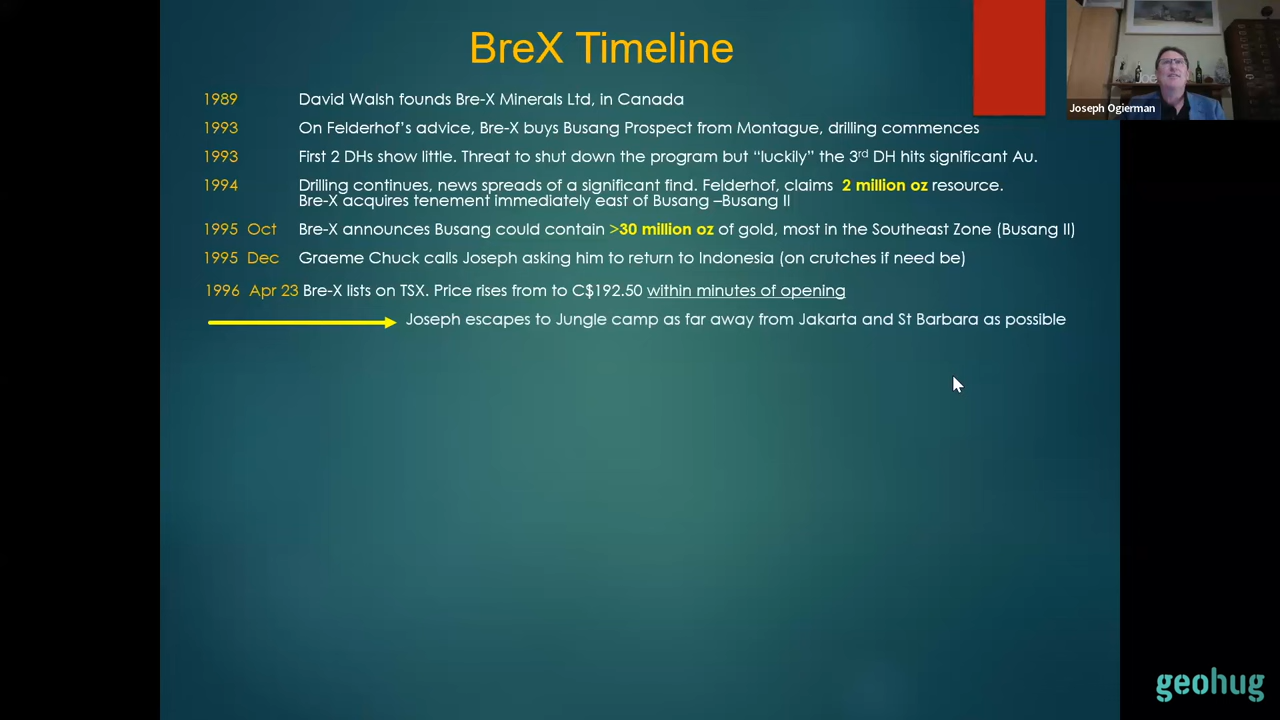 BreX Timeline
1989 David Walsh founds Bre-X Minerals Ltd, in Canada
1993 On Felderhof's advice, Bre-X buys Busang Prospect from Montague, drilling commences
1993 First 2 DHs show little. Threat to shut down the program but “luckily” the 3rd DH hits significant Au.
1994 Drilling continues, news spreads of a significant find. Felderhof, claims 2 million oz resource.
Bre-X acquires tenement immediately east of Busang –Busang II
1995 Oct Bre-X announces Busang could contain >30 million oz of gold, most in the Southeast Zone (Busang II)
1995 Dec Graeme Chuck calls Joseph asking him to return to Indonesia (on crutches if need be)
1996 Apr 23 Bre-X lists on TSX. Price rises from to C$192.50 within minutes of opening
Joseph escapes to Jungle camp as far away from Jakarta and St Barbara as possible
Joe
Joseph Ogierman
geohug